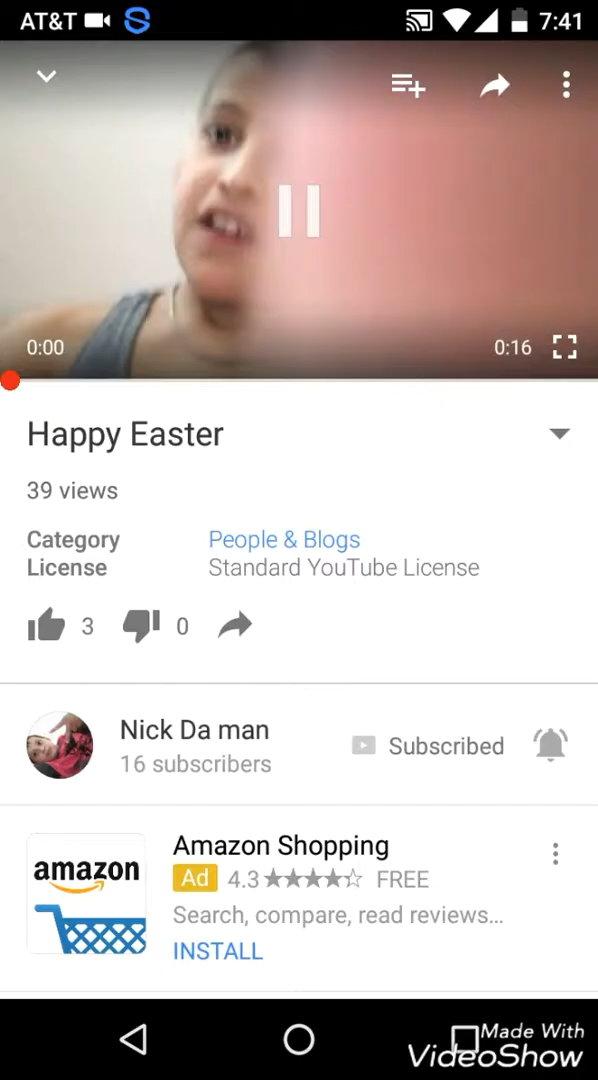 AT&T 7:41
0:00 0:16
Happy Easter
39 views
Category People & Blogs
License Standard YouTube License
3 0
Nick Da man
16 subscribers
Subscribed
amazon
Amazon Shopping
Ad 4.3 FREE
Search, compare, read reviews...
INSTALL
Made With
VideoShow